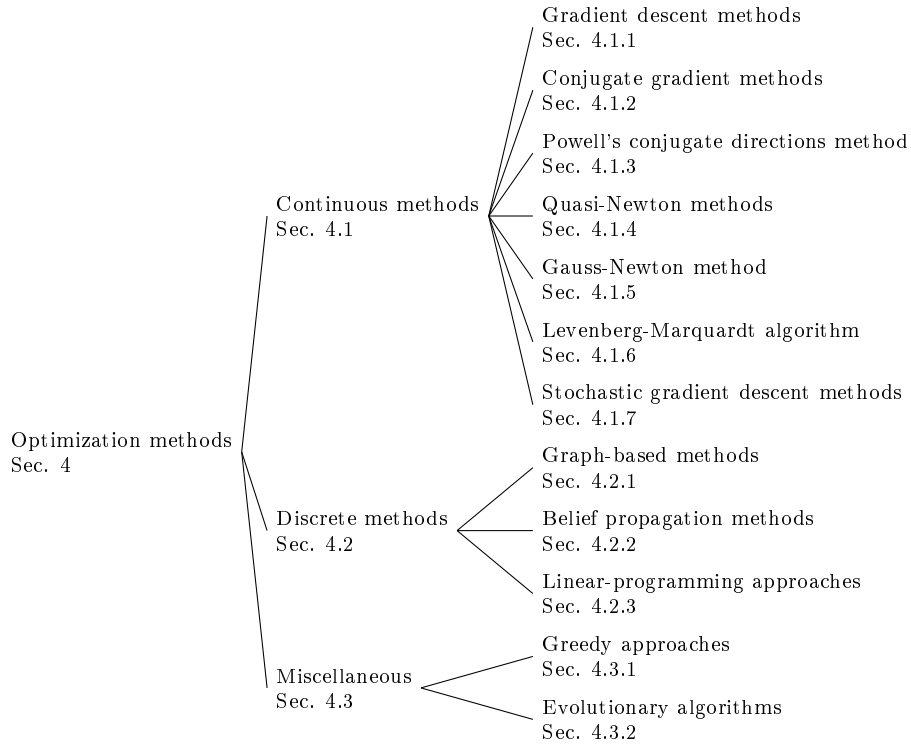 Optimization methods
Sec. 4
Continuous methods
Sec. 4.1
Gradient descent methods
Sec. 4.1.1
Conjugate gradient methods
Sec. 4.1.2
Powell's conjugate directions method
Sec. 4.1.3
Quasi-Newton methods
Sec. 4.1.4
Gauss-Newton method
Sec. 4.1.5
Levenberg-Marquardt algorithm
Sec. 4.1.6
Stochastic gradient descent methods
Sec. 4.1.7
Discrete methods
Sec. 4.2
Graph-based methods
Sec. 4.2.1
Belief propagation methods
Sec. 4.2.2
Linear-programming approaches
Sec. 4.2.3
Miscellaneous
Sec. 4.3
Greedy approaches
Sec. 4.3.1
Evolutionary algorithms
Sec. 4.3.2